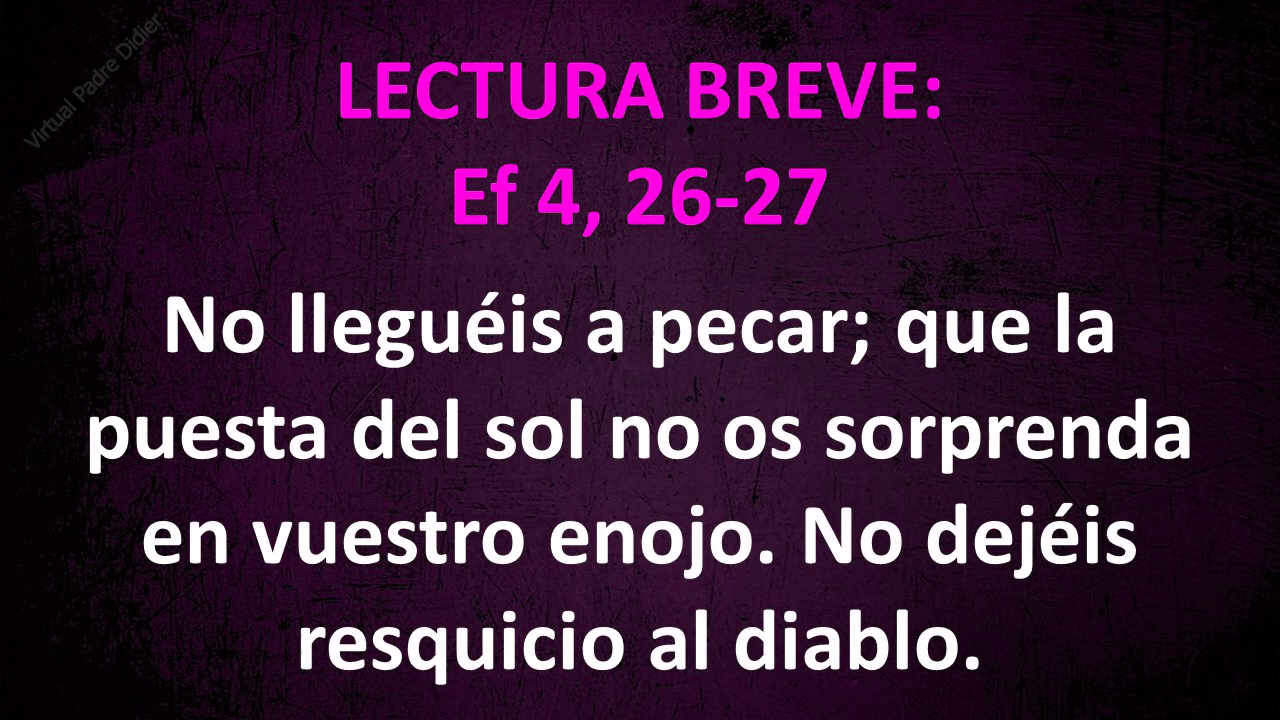 Virtual Padre Didier
LECTURA BREVE:
Ef 4, 26-27
No lleguéis a pecar; que la
puesta del sol no os sorprenda
en vuestro enojo. No dejéis
resquicio al diablo.